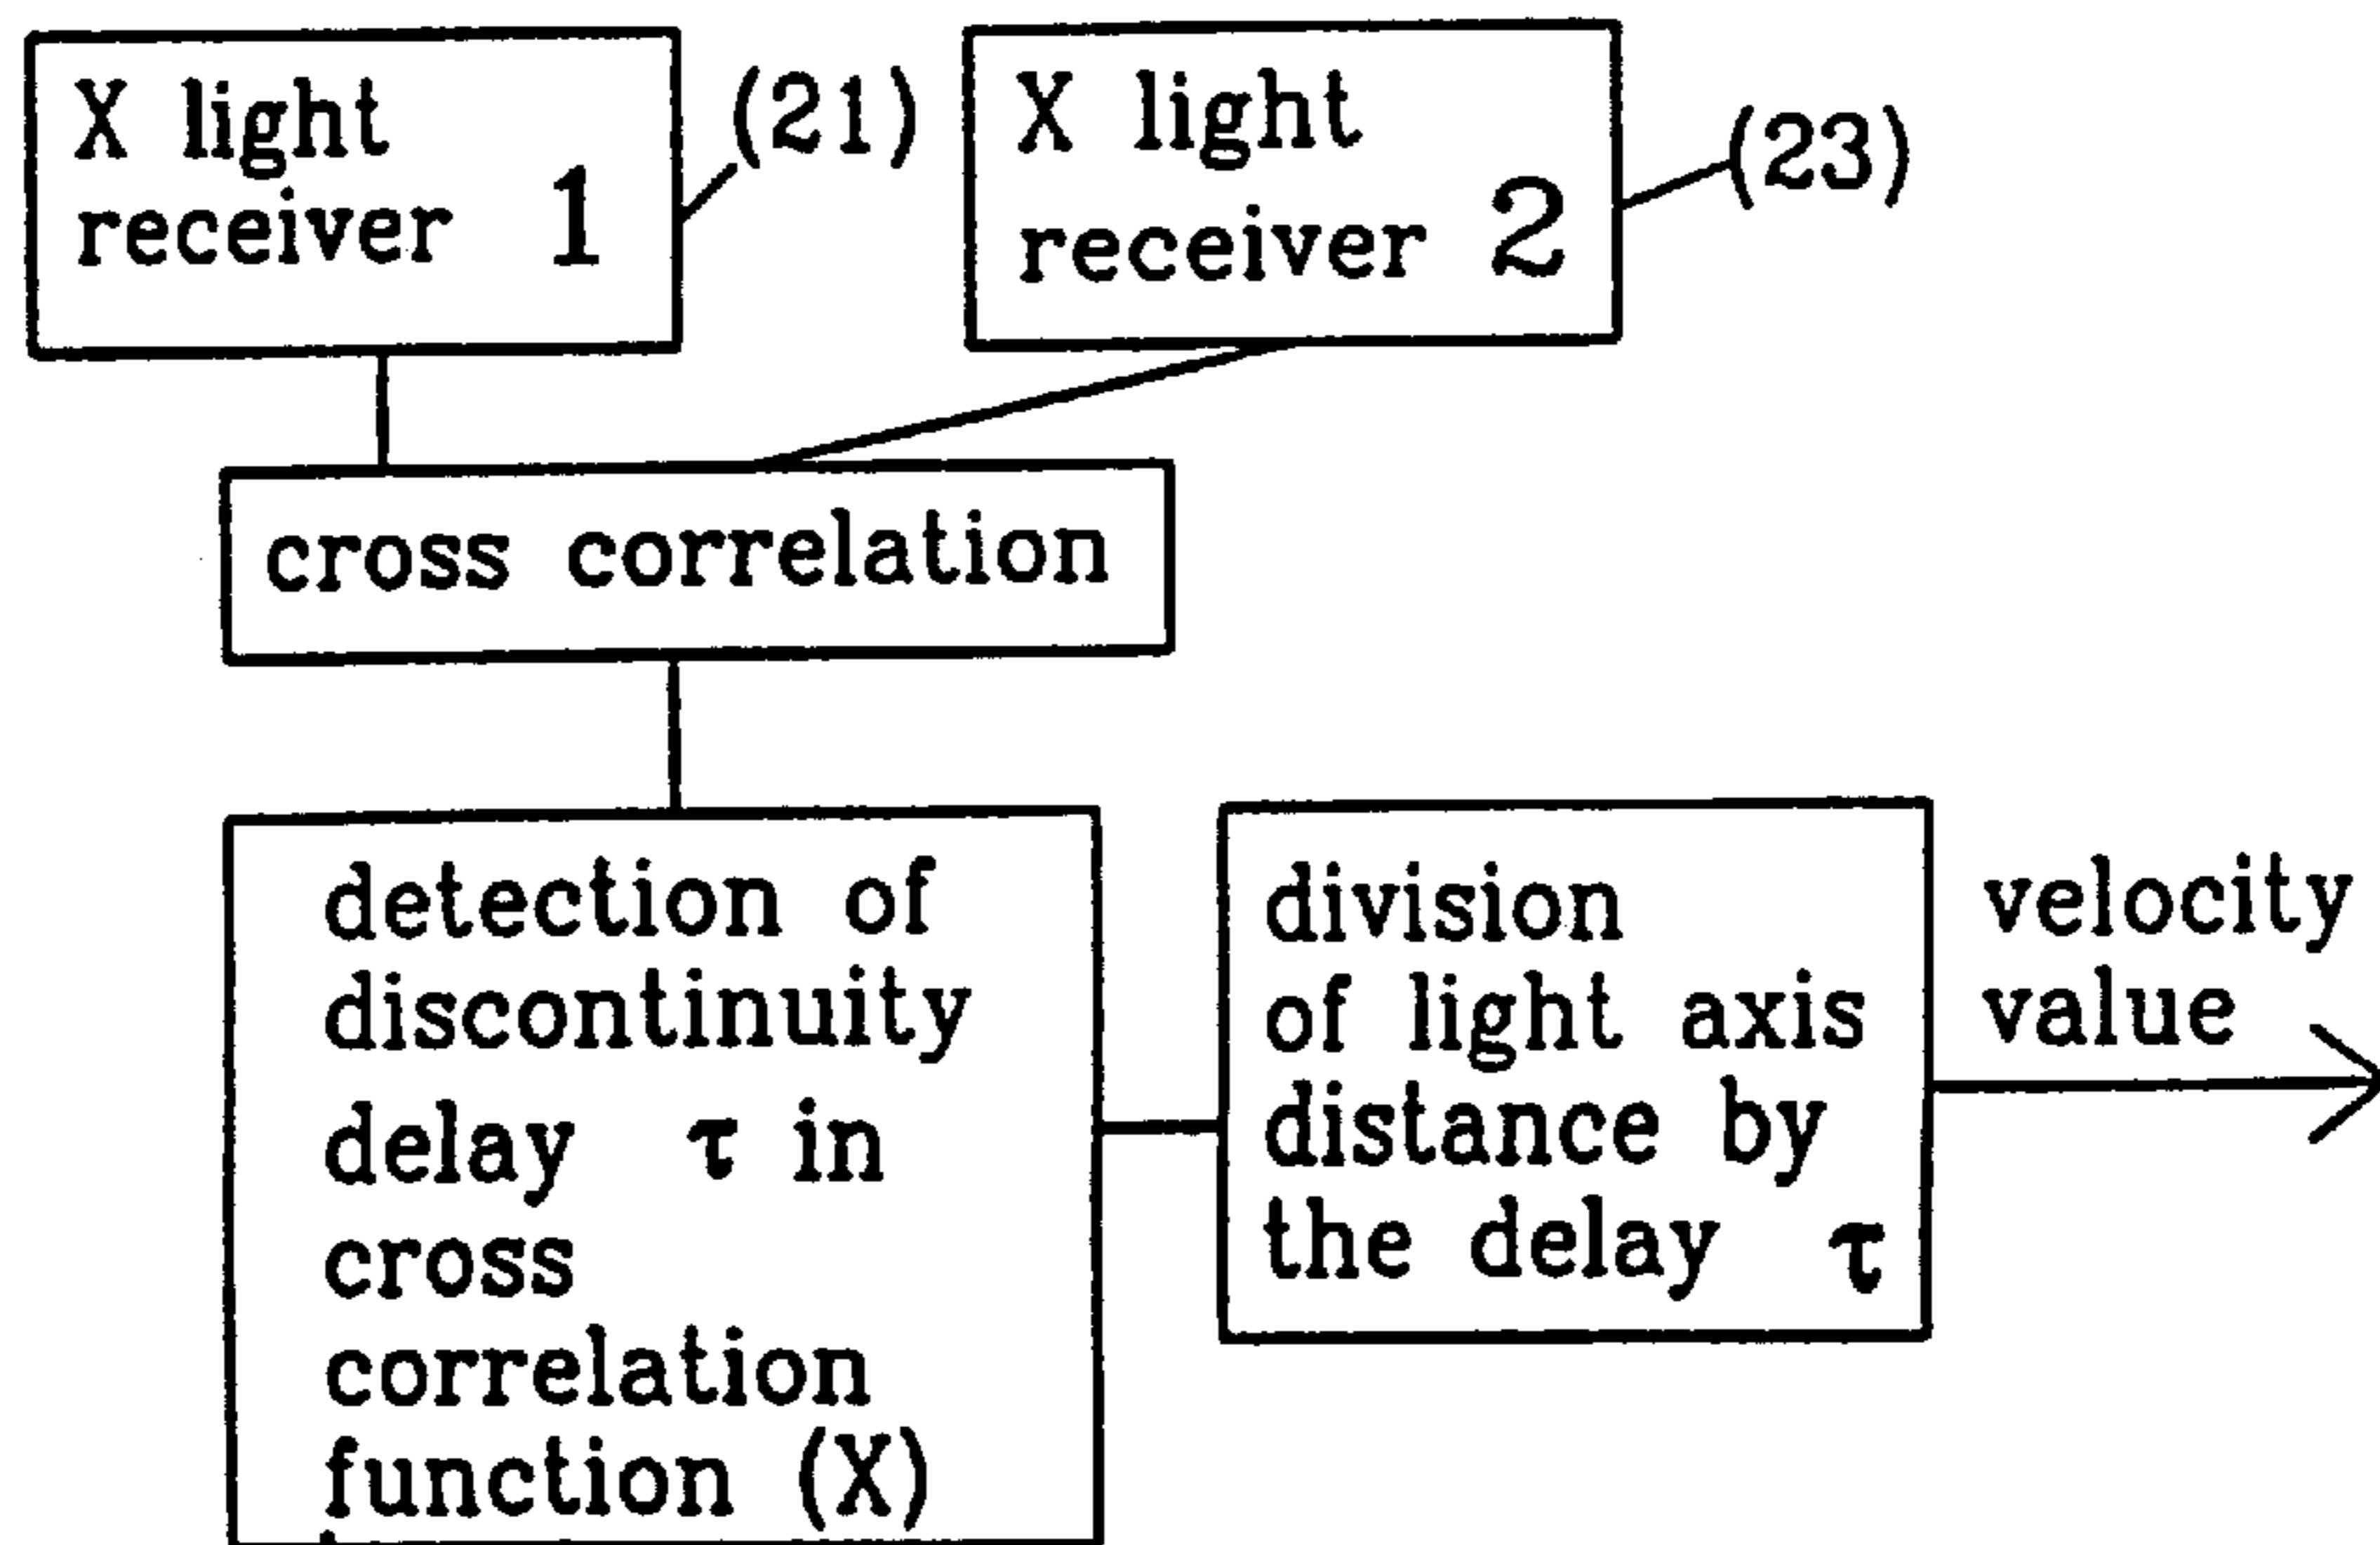 X light
receiver 1
(21)
X light
receiver 2
(23)
cross correlation
detection of
discontinuity
delay τ in
cross
correlation
function (X)
division
of light axis
distance by
the delay τ
velocity
value